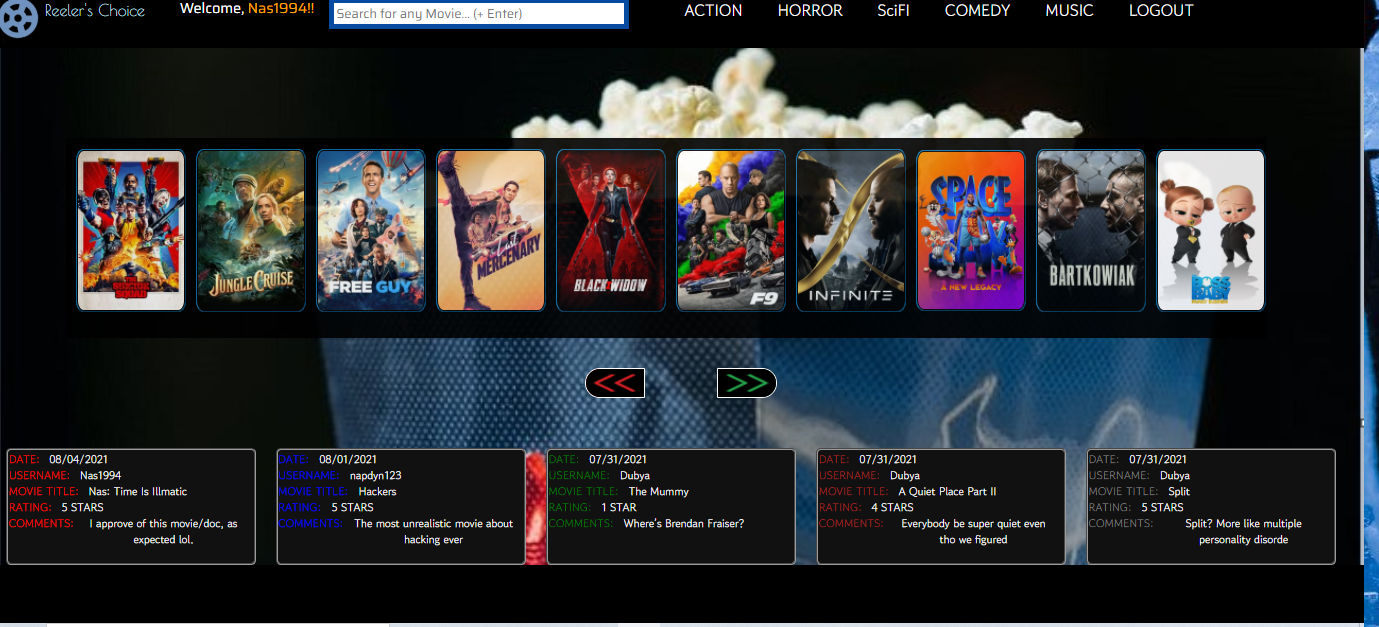 Reeler's Choice
Welcome, Nas1994!!
Search for any Movie... (+ Enter)
ACTION HORROR SciFI COMEDY MUSIC LOGOUT
THE
SUICIDE
SQUAD
JUNGLE CRUISE
FREE GUY
The Last
MERCENARY
BLACK WIDOW
F9
INFINITE
SPACE
A NEW LEGACY
BARTKOWIAK
BOSS
BABY
<< >>
DATE: 08/04/2021
USERNAME: Nas1994
MOVIE TITLE: Nas: Time Is Illmatic
RATING: 5 STARS
COMMENTS: I approve of this movie/doc, as
expected lol.
DATE: 08/01/2021
USERNAME: napdyn123
MOVIE TITLE: Hackers
RATING: 5 STARS
COMMENTS: The most unrealistic movie about
hacking ever
DATE: 07/31/2021
USERNAME: Dubya
MOVIE TITLE: The Mummy
RATING: 1 STAR
COMMENTS: Where's Brendan Fraiser?
DATE: 07/31/2021
USERNAME: Dubya
MOVIE TITLE: A Quiet Place Part II
RATING: 4 STARS
COMMENTS: Everybody be super quiet even
tho we figured
DATE: 07/31/2021
USERNAME: Dubya
MOVIE TITLE: Split
RATING: 5 STARS
COMMENTS: Split? More like multiple
personality disorde